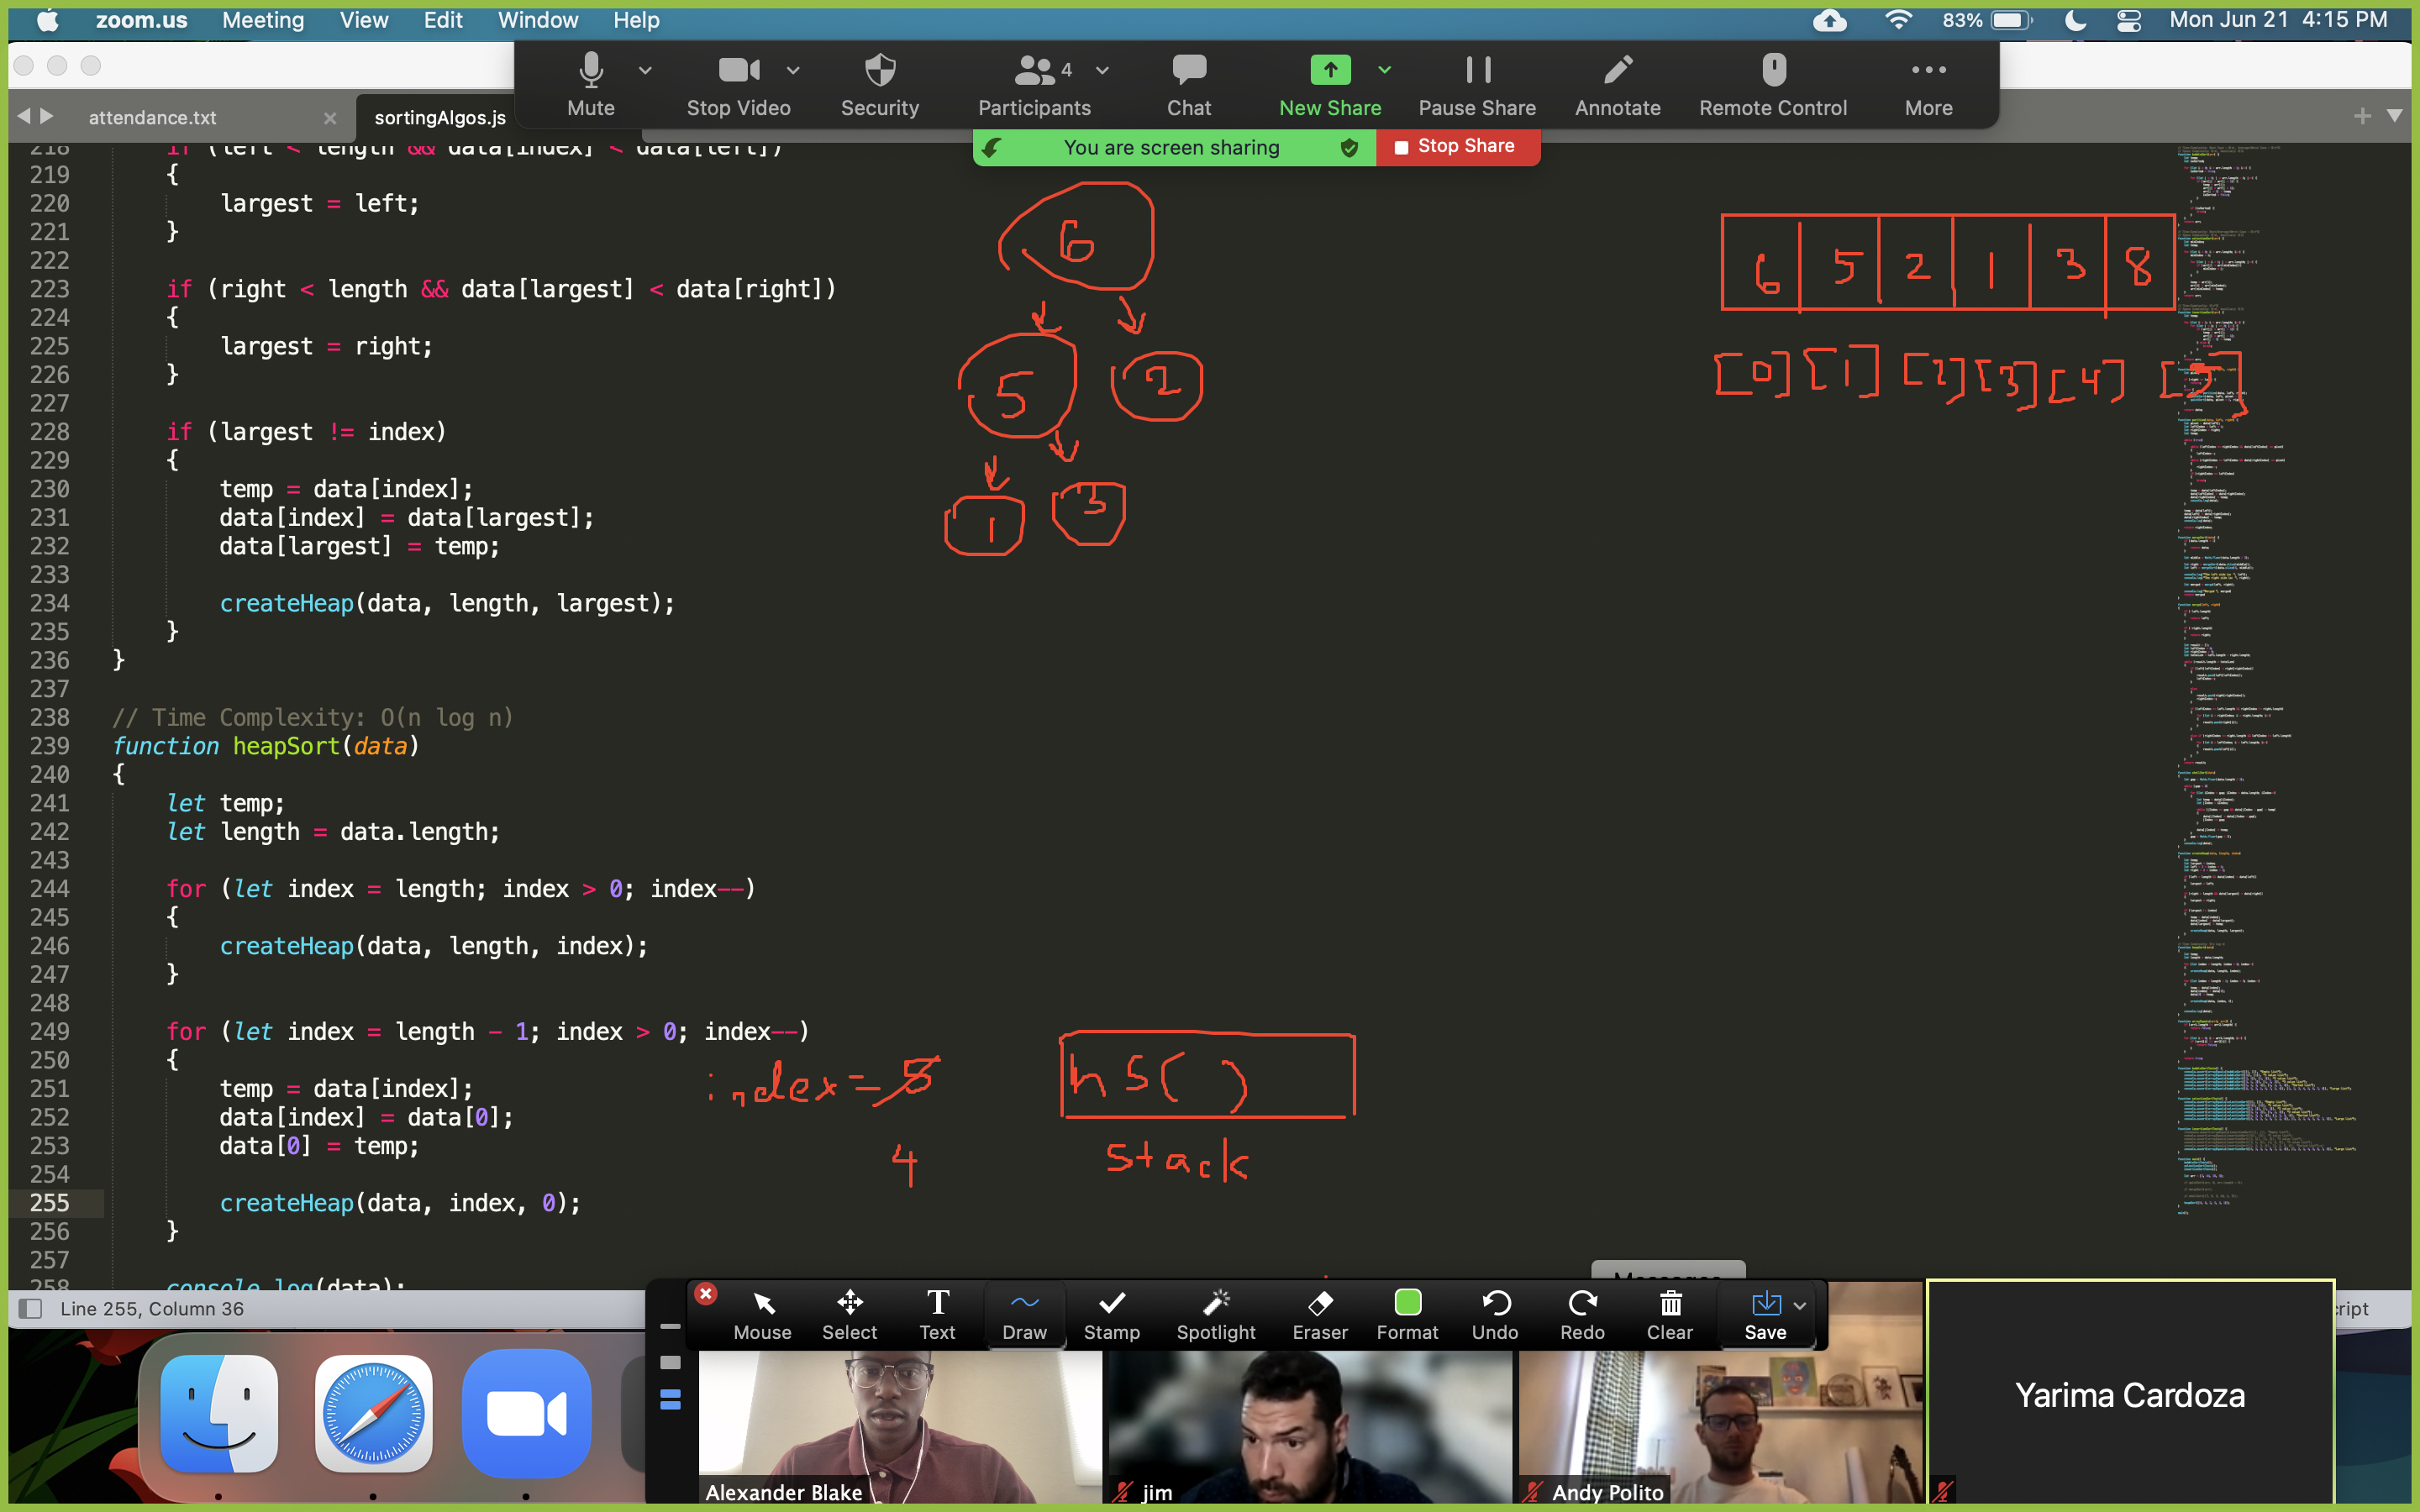 zoom.us Meeting View Edit Window Help 83% Mon Jun 21 4:15 PM
Mute Stop Video Security Participants 4 Chat New Share Pause Share Annotate Remote Control More
attendance.txt sortingAlgos.js
You are screen sharing Stop Share
218 if (left < length && data[index] < data[left])
219 {
220 largest = left;
221 }
222
223 if (right < length && data[largest] < data[right])
224 {
225 largest = right;
226 }
227
228 if (largest != index)
229 {
230 temp = data[index];
231 data[index] = data[largest];
232 data[largest] = temp;
233
234 createHeap(data, length, largest);
235 }
236 }
237
238 // Time Complexity: O(n log n)
239 function heapSort(data)
240 {
241 let temp;
242 let length = data.length;
243
244 for (let index = length; index > 0; index--)
245 {
246 createHeap(data, length, index);
247 }
248
249 for (let index = length - 1; index > 0; index--)
250 {
251 temp = data[index];
252 data[index] = data[0];
253 data[0] = temp;
254
255 createHeap(data, index, 0);
256 }
257
258 console.log(data);
6
5 2
1 3
6 5 2 1 3 8
[0] [1] [2] [3] [4] [5]
index = 5
4
hs( )
stack
Messages
Line 255, Column 36
Mouse Select Text Draw Stamp Spotlight Eraser Format Undo Redo Clear Save
Alexander Blake
jim
Andy Polito
Yarima Cardoza